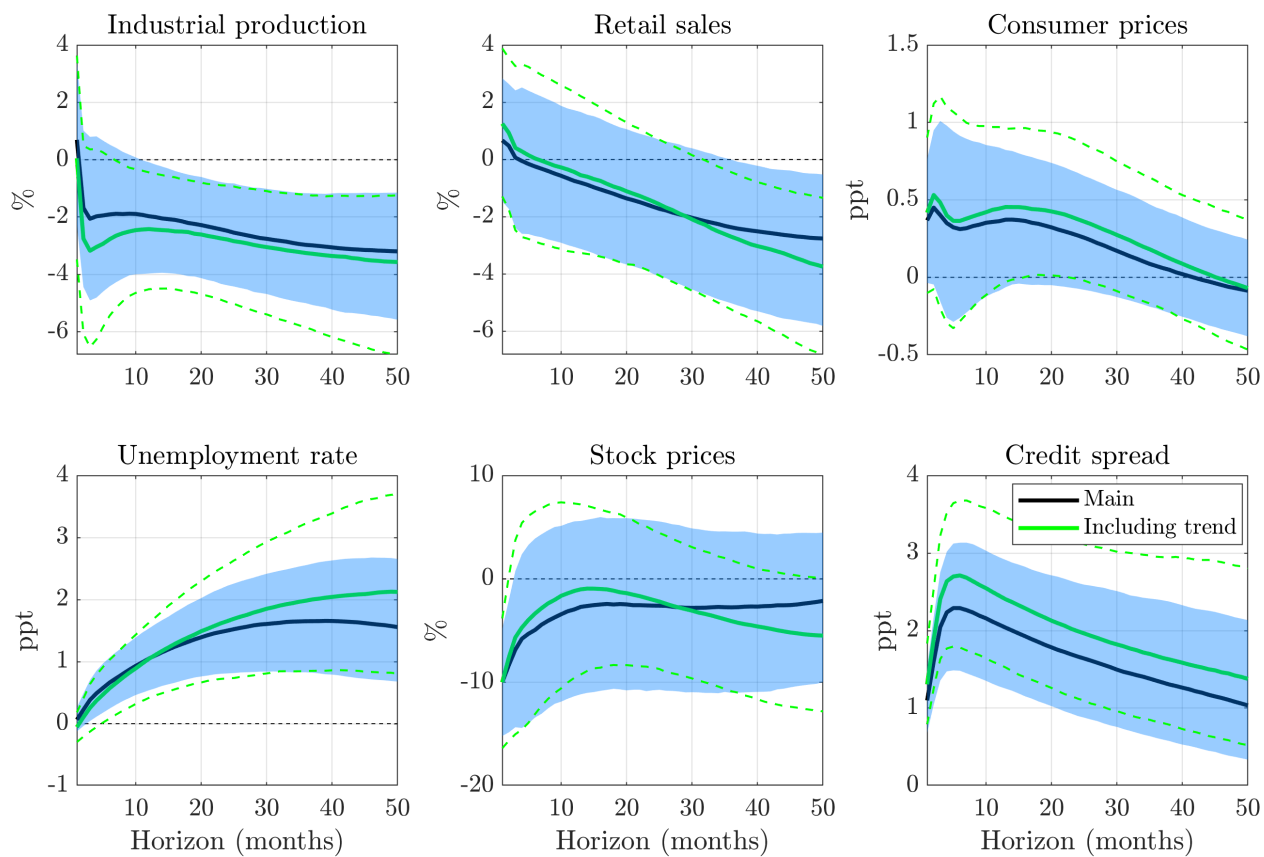 Industrial production
Retail sales
Consumer prices
4
2
0
-2
-4
-6
%
10 20 30 40 50
4
2
0
-2
-4
-6
%
10 20 30 40 50
1.5
1
0.5
0
-0.5
ppt
10 20 30 40 50
Unemployment rate
Stock prices
Credit spread
4
3
2
1
0
-1
ppt
10 20 30 40 50
Horizon (months)
10
0
-10
-20
%
10 20 30 40 50
Horizon (months)
Main
Including trend
4
3
2
1
0
ppt
10 20 30 40 50
Horizon (months)